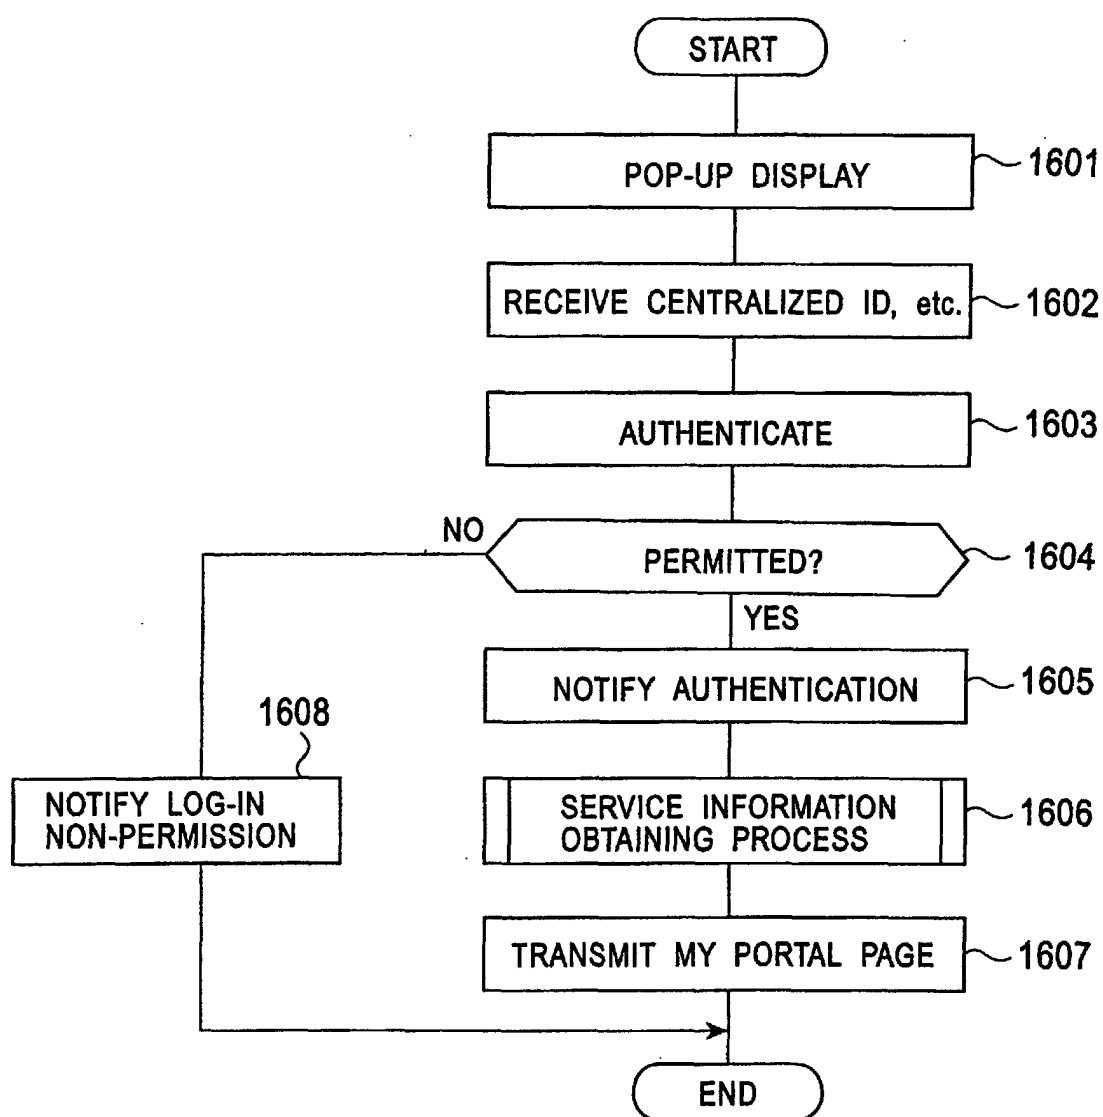 START
POP-UP DISPLAY
1601
RECEIVE CENTRALIZED ID, etc.
1602
AUTHENTICATE
1603
NO
PERMITTED?
1604
YES
NOTIFY AUTHENTICATION
1605
1608
NOTIFY LOG-IN
NON-PERMISSION
SERVICE INFORMATION
OBTAINING PROCESS
1606
TRANSMIT MY PORTAL PAGE
1607
END